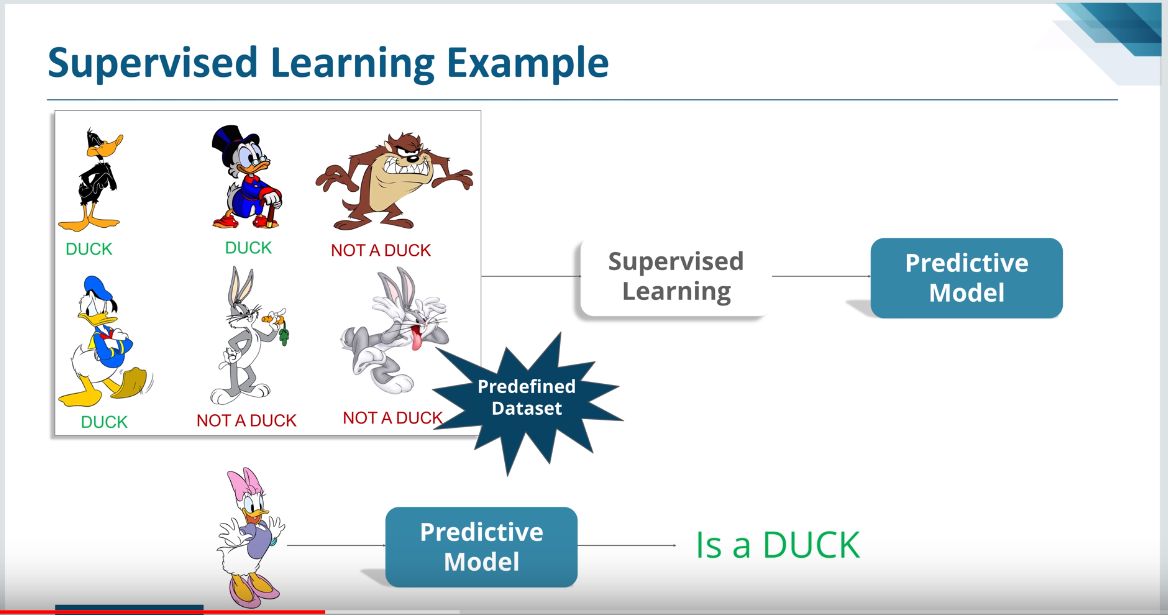 Supervised Learning Example
DUCK
DUCK
NOT A DUCK
DUCK
NOT A DUCK
NOT A DUCK
Predefined
Dataset
Supervised
Learning
Predictive
Model
Predictive
Model
Is a DUCK